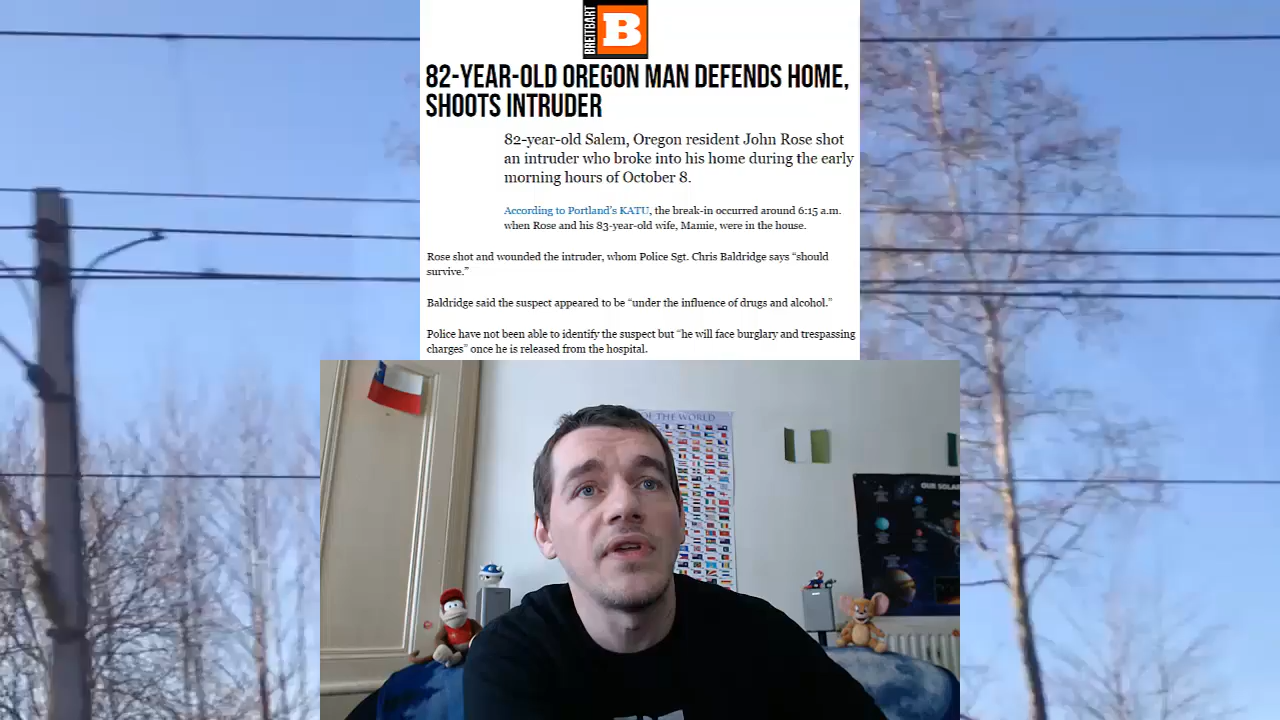 BREITBART
B
82-YEAR-OLD OREGON MAN DEFENDS HOME,
SHOOTS INTRUDER
82-year-old Salem, Oregon resident John Rose shot
an intruder who broke into his home during the early
morning hours of October 8.
According to Portland's KATU, the break-in occurred around 6:15 a.m.
when Rose and his 83-year-old wife, Mamie, were in the house.
Rose shot and wounded the intruder, whom Police Sgt. Chris Baldridge says “should
survive.”
Baldridge said the suspect appeared to be “under the influence of drugs and alcohol.”
Police have not been able to identify the suspect but “he will face burglary and trespassing
charges” once he is released from the hospital.
OF THE WORLD
OUR SOLA